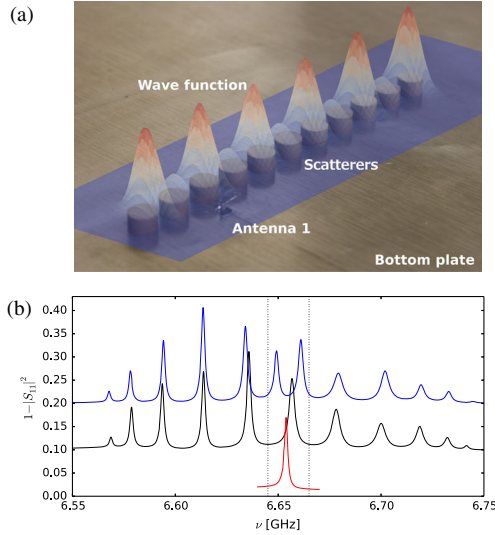 (a)
Wave function
Scatterers
Antenna 1
Bottom plate
(b)
0.40
0.35
0.30
0.25
0.20
0.15
0.10
0.05
0.00
1−|S₁₁|²
6.55 6.60 6.65 6.70 6.75
ν [GHz]